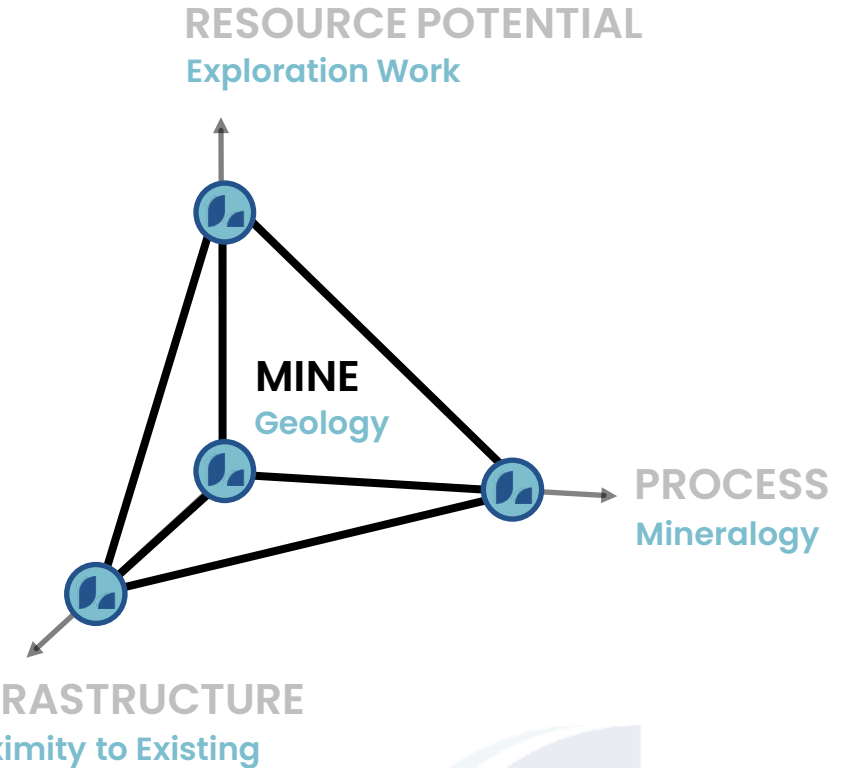 RESOURCE POTENTIAL
Exploration Work
MINE
Geology
PROCESS
Mineralogy
RASTRUCTURE
ximity to Existing